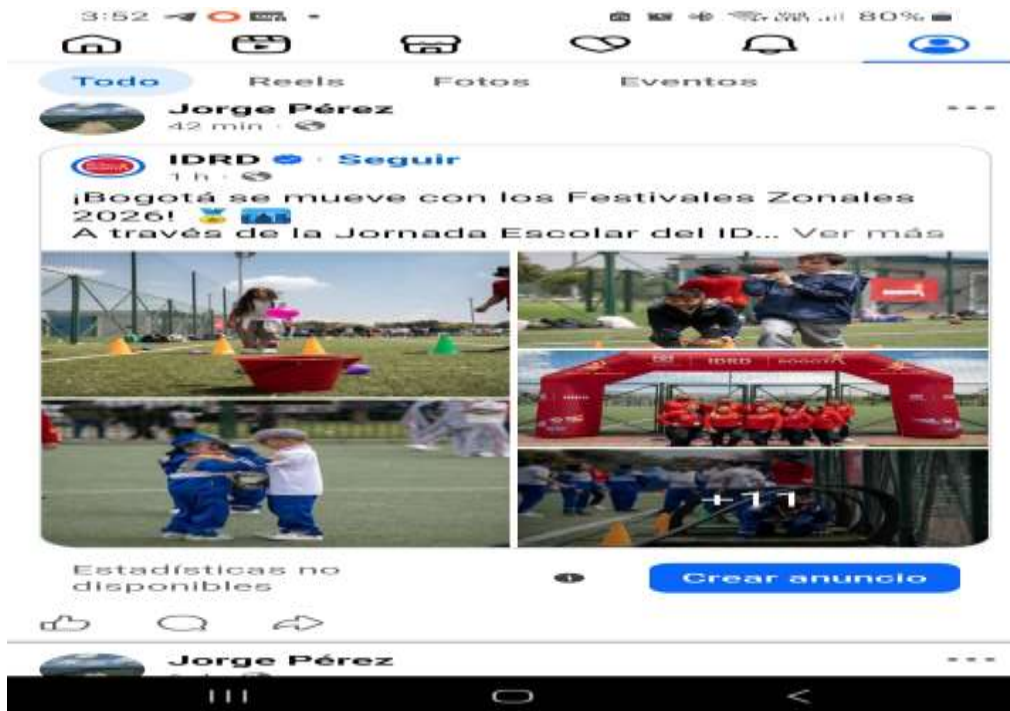 3:52
80%
Todo Reels Fotos Eventos
Jorge Pérez
42 min
IDRD · Seguir
1 h ·
¡Bogotá se mueve con los Festivales Zonales
2026! 🏅🏙️
A través de la Jornada Escolar del ID... Ver más
IDRD BOGOTÁ
+11
Estadísticas no
disponibles
Crear anuncio
Jorge Pérez